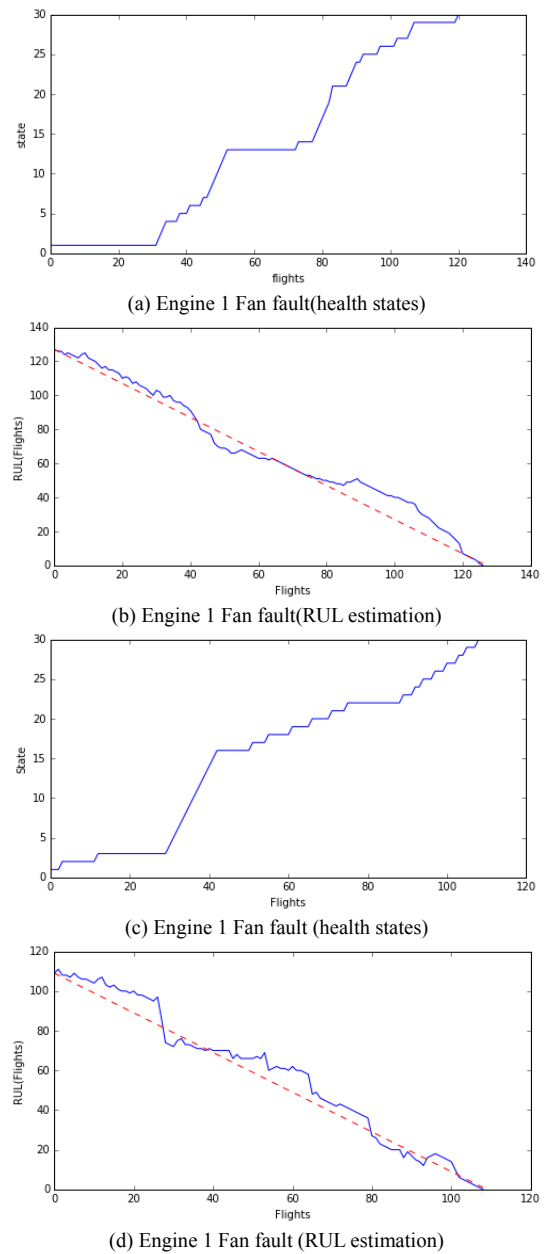 30
25
20
15
10
5
0
state
0 20 40 60 80 100 120 140
flights
(a) Engine 1 Fan fault(health states)
140
120
100
80
60
40
20
0
RUL(Flights)
0 20 40 60 80 100 120 140
Flights
(b) Engine 1 Fan fault(RUL estimation)
30
25
20
15
10
5
0
State
0 20 40 60 80 100 120
Flights
(c) Engine 1 Fan fault (health states)
120
100
80
60
40
20
0
RUL(Flights)
0 20 40 60 80 100 120
Flights
(d) Engine 1 Fan fault (RUL estimation)